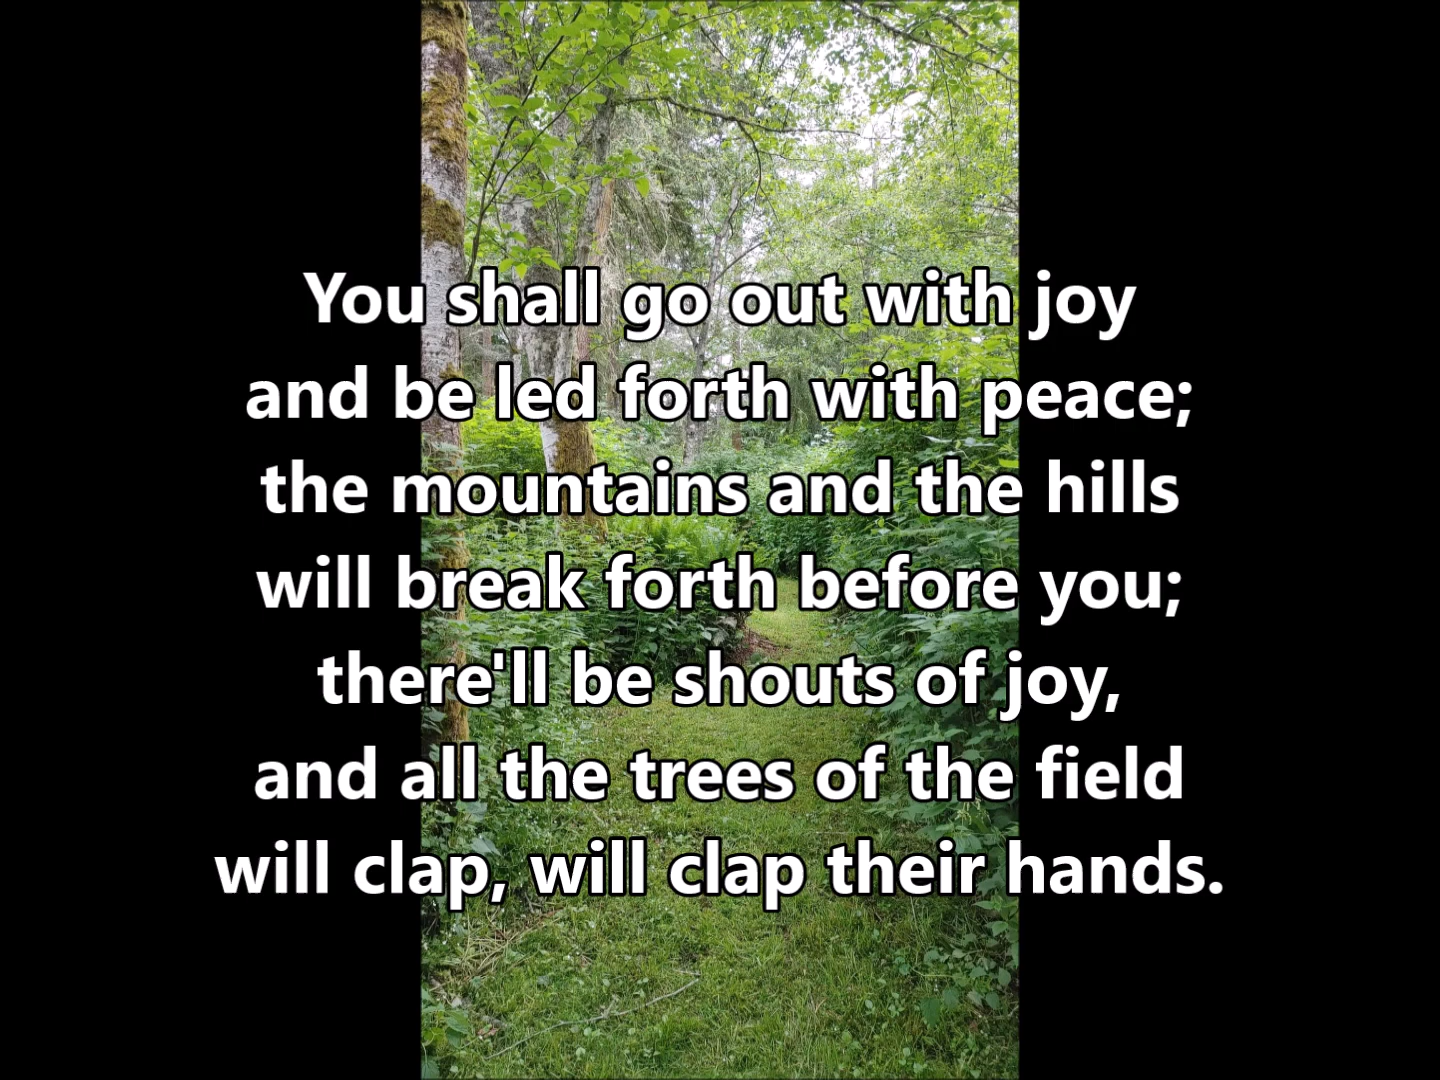 You shall go out with joy
and be led forth with peace;
the mountains and the hills
will break forth before you;
there'll be shouts of joy,
and all the trees of the field
will clap, will clap their hands.